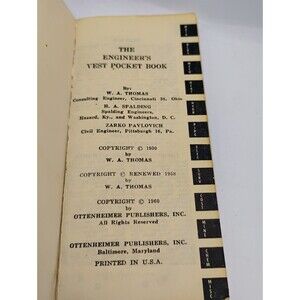 THE
ENGINEER'S
VEST POCKET BOOK
By:
W. A. THOMAS
Consulting Engineer, Cincinnati 36, Ohio
H. A. SPALDING
Spalding Engineers,
Hazard, Ky., and Washington, D. C.
ZARKO PAVLOVICH
Civil Engineer, Pittsburgh 16, Pa.
COPYRIGHT ©
by
W. A. THOMAS
COPYRIGHT © RENEWED 1958
by
W. A. THOMAS
COPYRIGHT © 1960
by
OTTENHEIMER PUBLISHERS, INC.
All Rights Reserved
OTTENHEIMER PUBLISHERS, INC.
Baltimore, Maryland
PRINTED IN U.S.A.